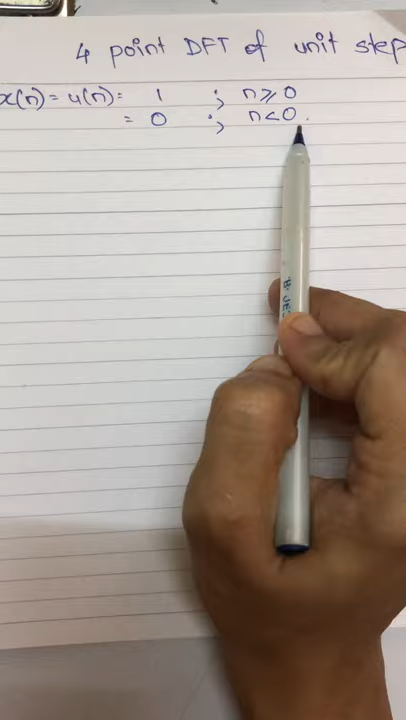 4 point DFT of unit step
x(n) = u(n) = 1 ; n ≥ 0
= 0 ; n < 0.